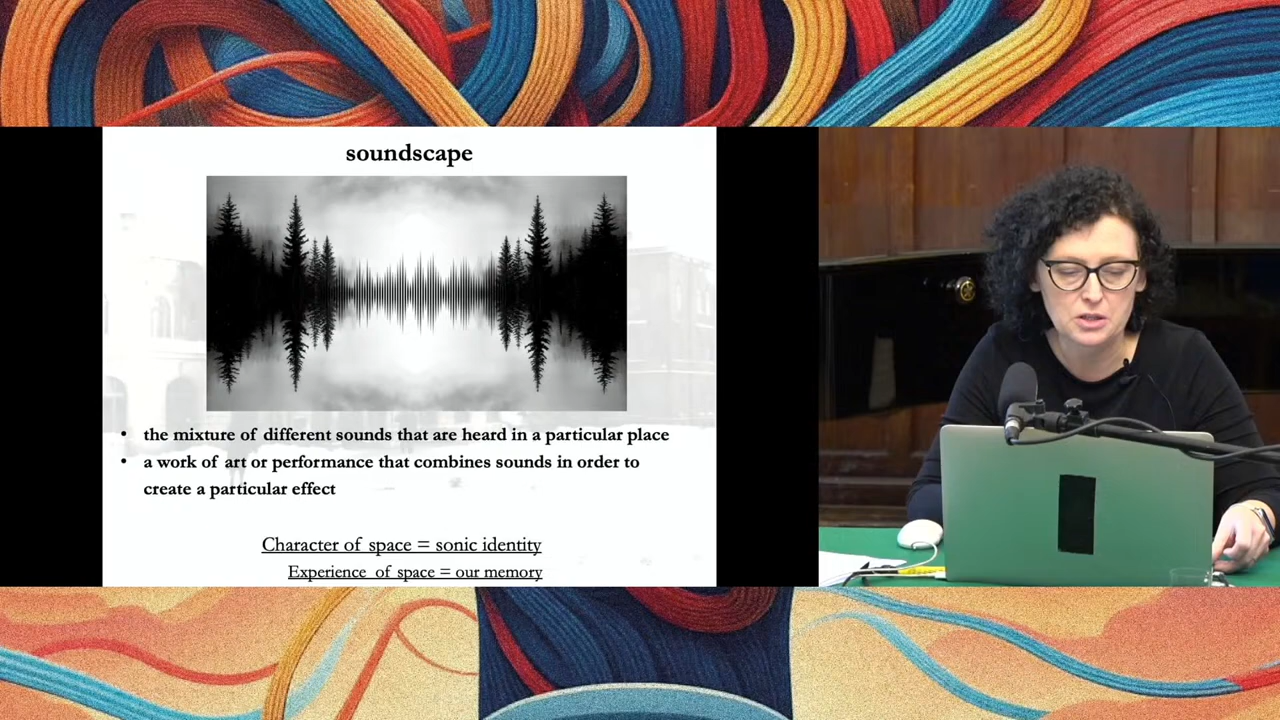 soundscape
• the mixture of different sounds that are heard in a particular place
• a work of art or performance that combines sounds in order to
create a particular effect
Character of space = sonic identity
Experience of space = our memory